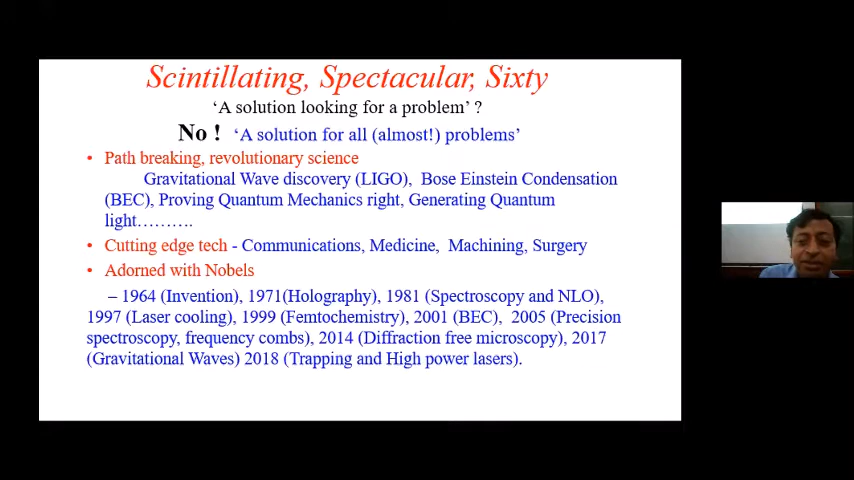 Scintillating, Spectacular, Sixty
‘A solution looking for a problem’ ?
No ! ‘A solution for all (almost!) problems’
• Path breaking, revolutionary science
Gravitational Wave discovery (LIGO), Bose Einstein Condensation
(BEC), Proving Quantum Mechanics right, Generating Quantum
light……….
• Cutting edge tech - Communications, Medicine, Machining, Surgery
• Adorned with Nobels
– 1964 (Invention), 1971(Holography), 1981 (Spectroscopy and NLO),
1997 (Laser cooling), 1999 (Femtochemistry), 2001 (BEC), 2005 (Precision
spectroscopy, frequency combs), 2014 (Diffraction free microscopy), 2017
(Gravitational Waves) 2018 (Trapping and High power lasers).